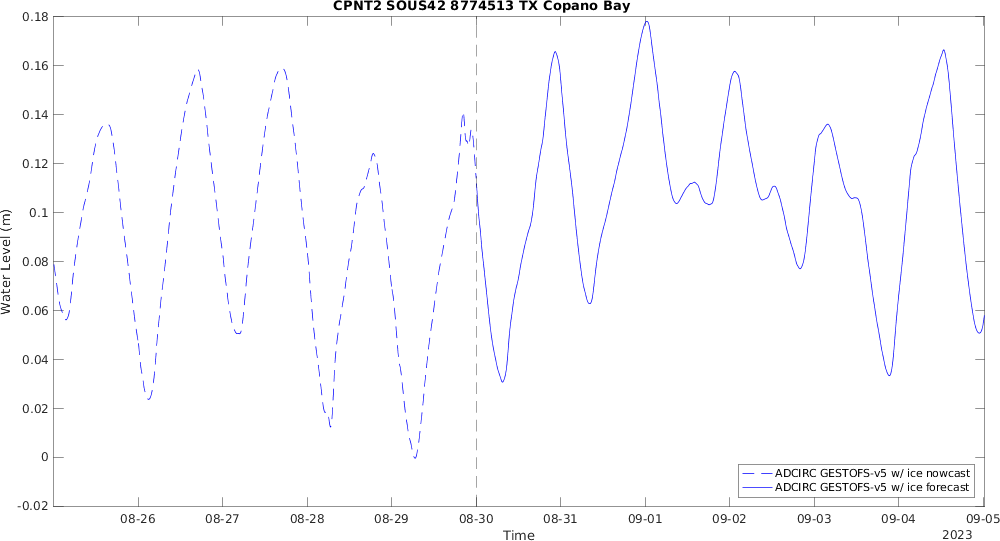 CPNT2 SOUS42 8774513 TX Copano Bay
0.18
0.16
0.14
0.12
0.1
0.08
0.06
0.04
0.02
0
-0.02
Water Level (m)
ADCIRC GESTOFS-v5 w/ ice nowcast
ADCIRC GESTOFS-v5 w/ ice forecast
08-26 08-27 08-28 08-29 08-30 08-31 09-01 09-02 09-03 09-04 09-05
Time
2023